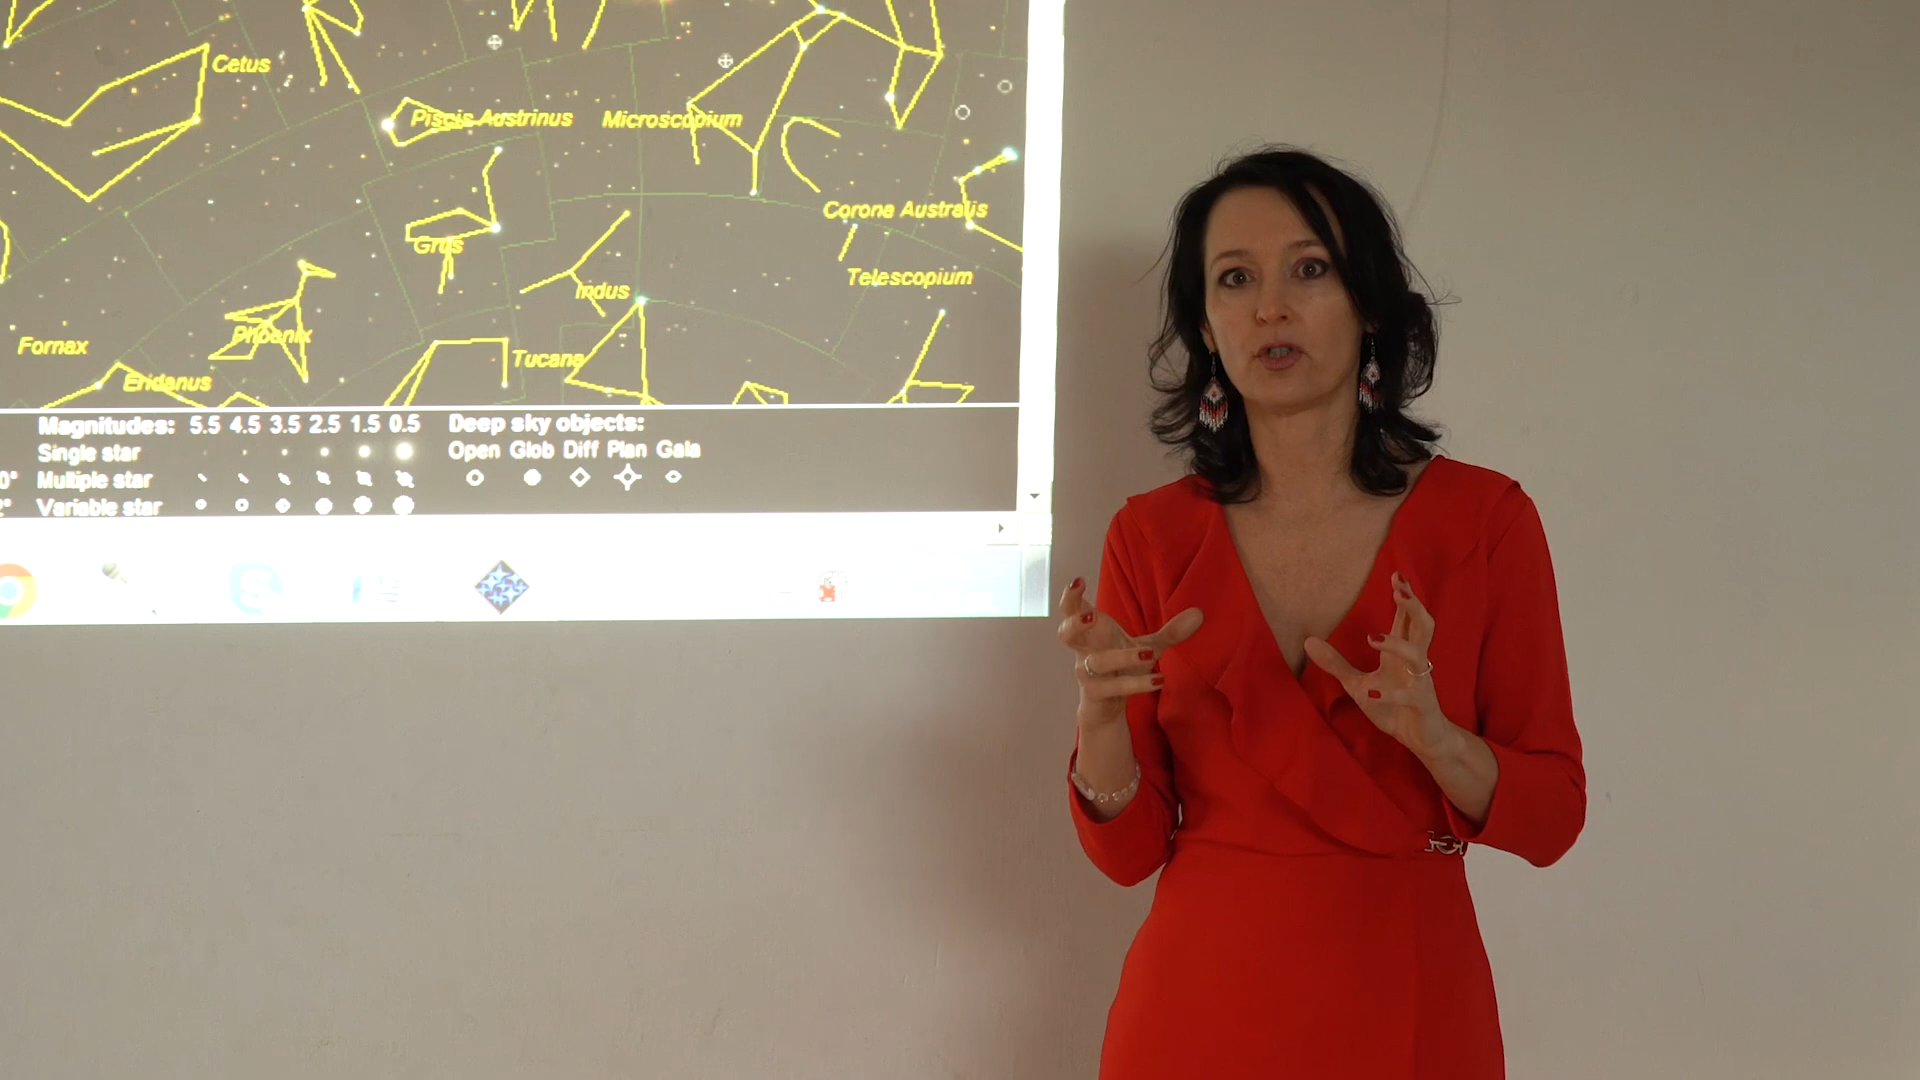 Cetus
Piscis Austrinus
Microscopium
Corona Australis
Grus
Telescopium
Indus
Phoenix
Fornax
Tucana
Eridanus
Magnitudes: 5.5 4.5 3.5 2.5 1.5 0.5
Deep sky objects:
Single star
Open Glob Diff Plan Gala
0° Multiple star
2° Variable star